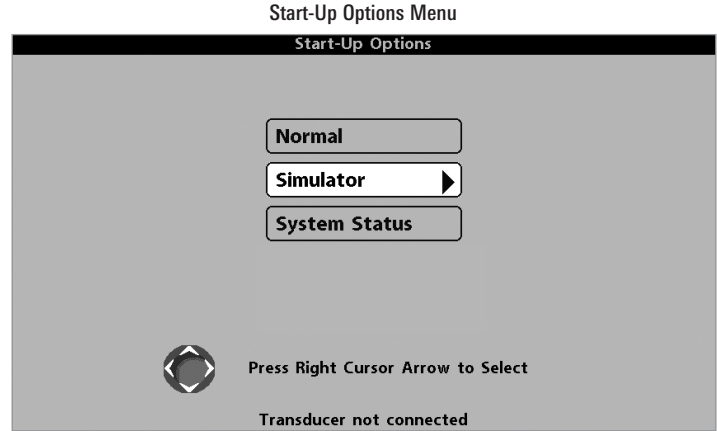 Start-Up Options Menu
Start-Up Options
Normal
Simulator
System Status
Press Right Cursor Arrow to Select
Transducer not connected